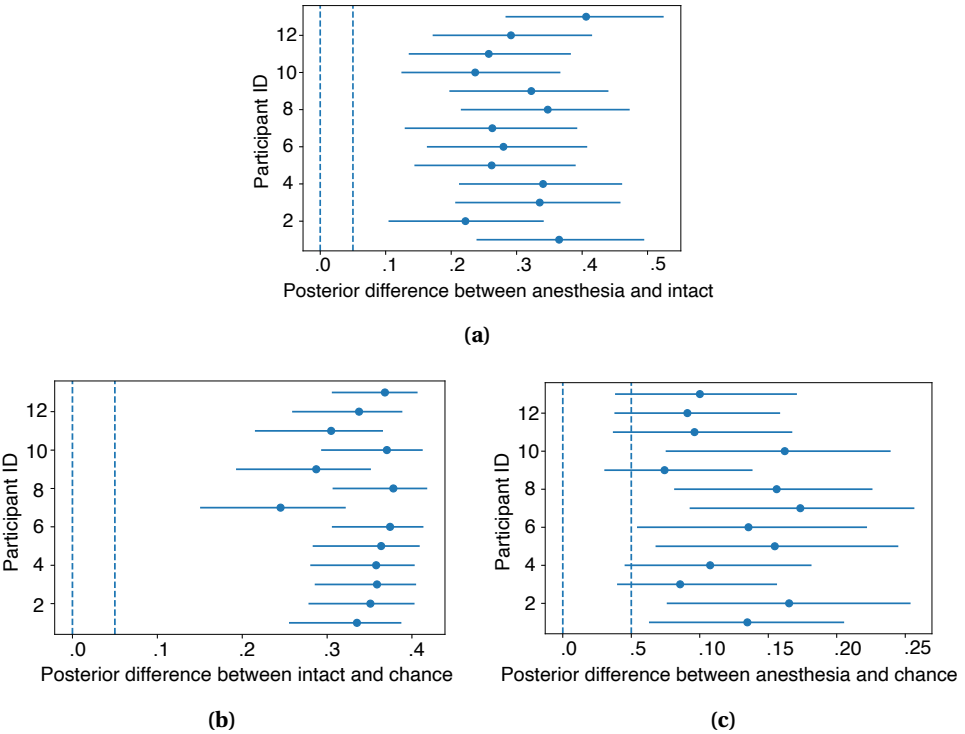 12
10
8
6
4
2
Participant ID
.0 .1 .2 .3 .4 .5
Posterior difference between anesthesia and intact
(a)
12
10
8
6
4
2
Participant ID
.0 .1 .2 .3 .4
Posterior difference between intact and chance
(b)
12
10
8
6
4
2
Participant ID
.0 .5 .10 .15 .20 .25
Posterior difference between anesthesia and chance
(c)